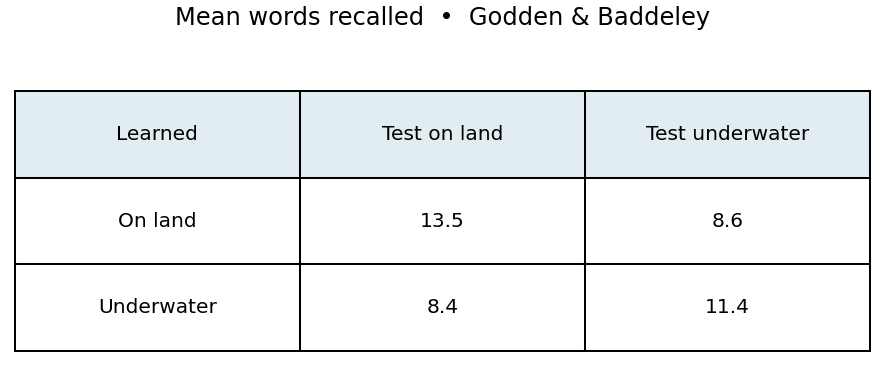 Mean words recalled • Godden & Baddeley
Learned Test on land Test underwater
On land 13.5 8.6
Underwater 8.4 11.4